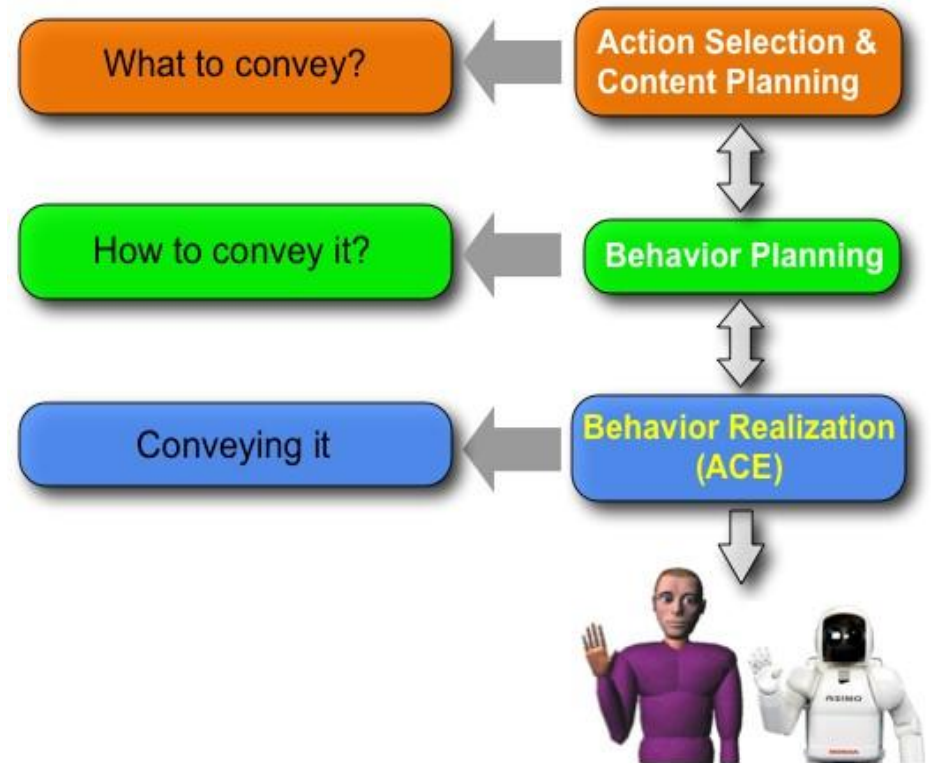 What to convey?
Action Selection &
Content Planning
How to convey it?
Behavior Planning
Conveying it
Behavior Realization
(ACE)
ASIMO
HONDA